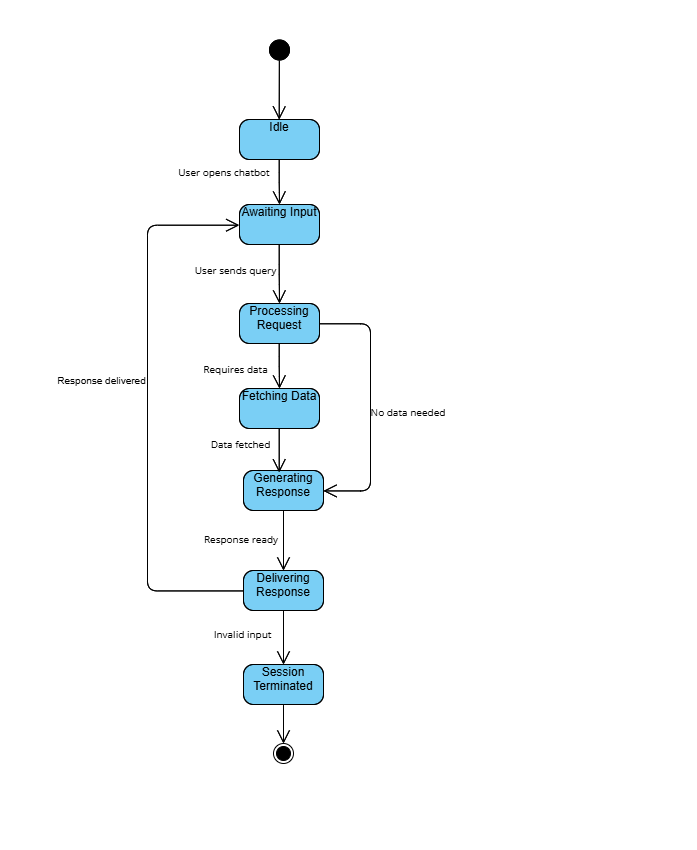 Idle
User opens chatbot
Awaiting Input
User sends query
Processing
Request
Requires data
Response delivered
Fetching Data
No data needed
Data fetched
Generating
Response
Response ready
Delivering
Response
Invalid input
Session
Terminated